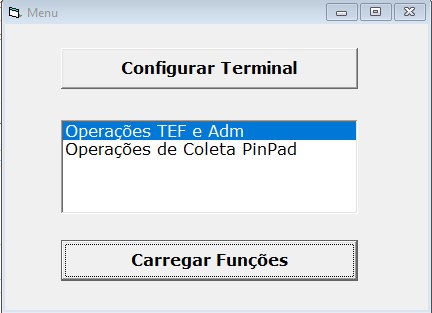 Menu
Configurar Terminal
Operações TEF e Adm
Operações de Coleta PinPad
Carregar Funções